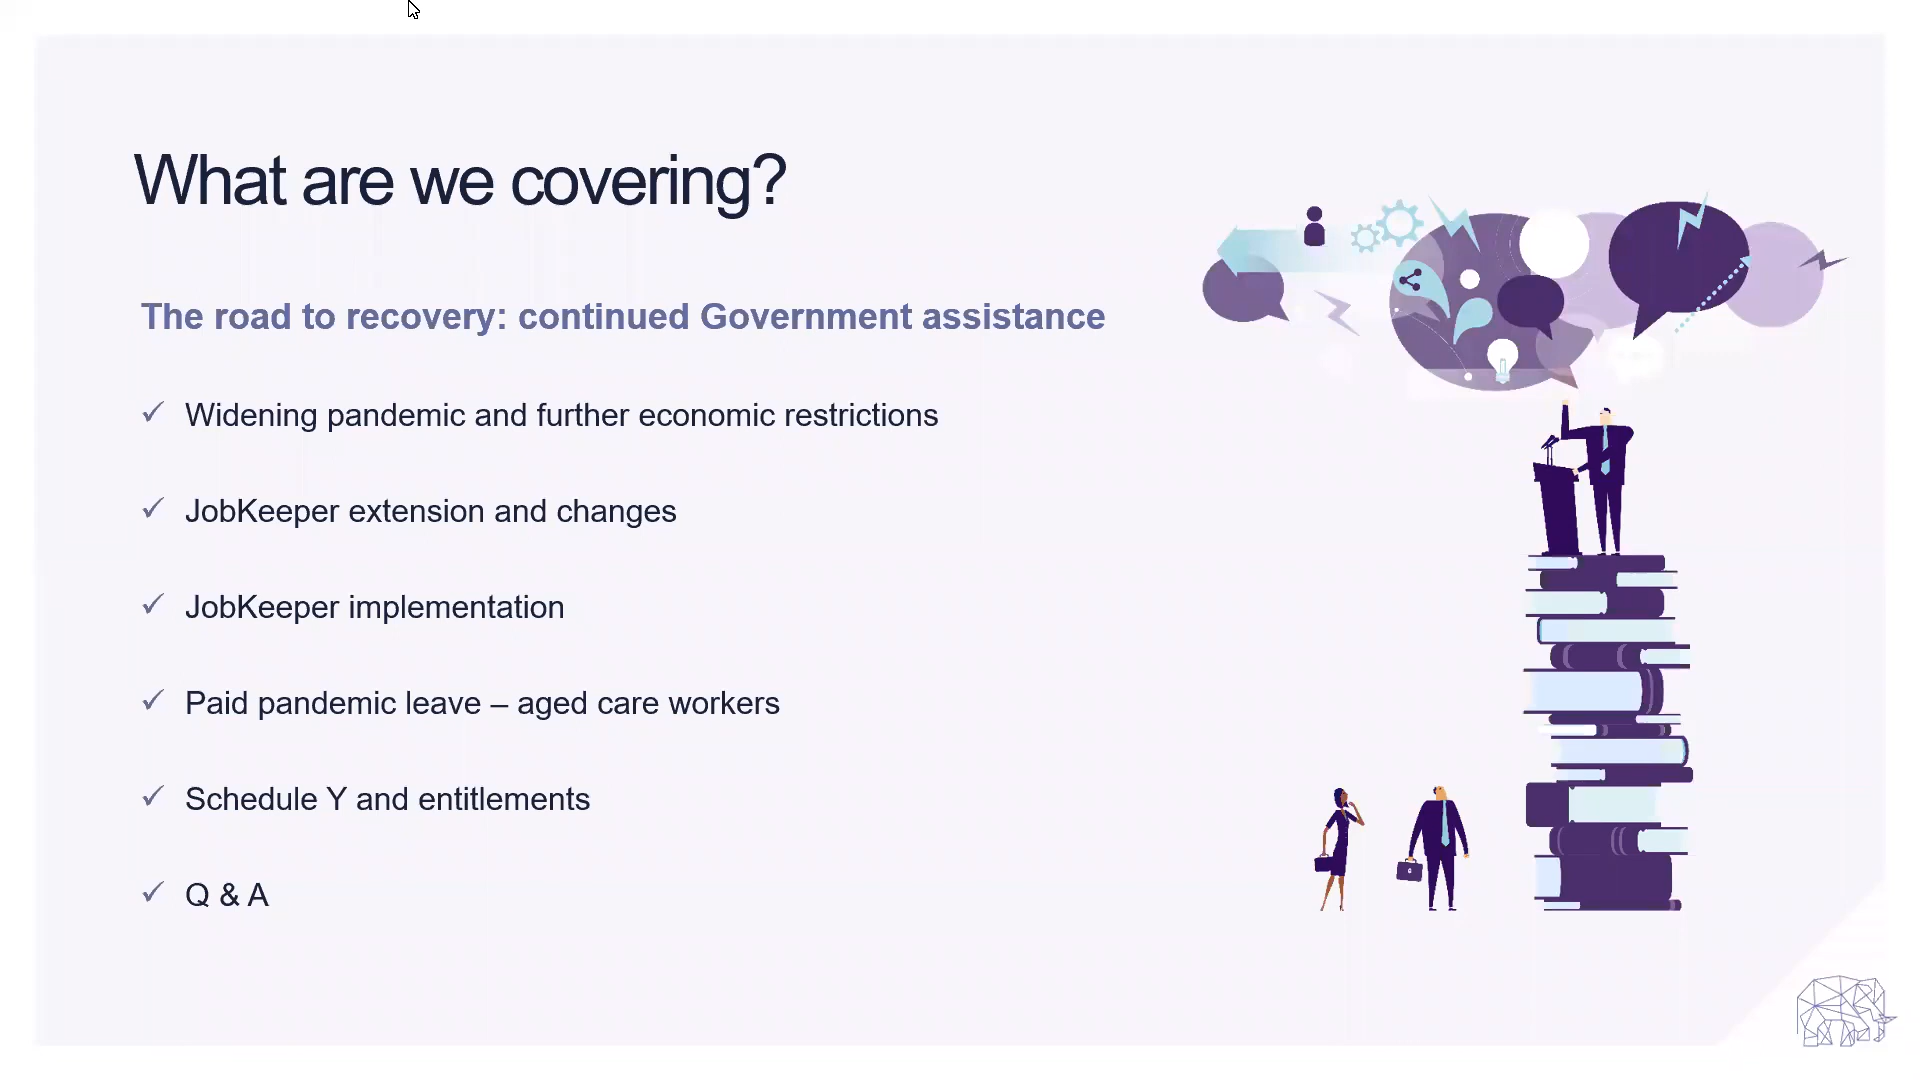 What are we covering?
The road to recovery: continued Government assistance
✓ Widening pandemic and further economic restrictions
✓ JobKeeper extension and changes
✓ JobKeeper implementation
✓ Paid pandemic leave – aged care workers
✓ Schedule Y and entitlements
✓ Q & A